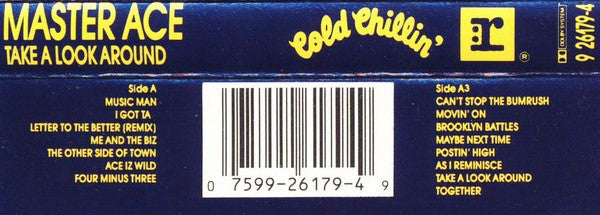 MASTER ACE
TAKE A LOOK AROUND
Cold Chillin'
r
®
DOLBY SYSTEM
9 26179-4
Side A
MUSIC MAN
I GOT TA
LETTER TO THE BETTER (REMIX)
ME AND THE BIZ
THE OTHER SIDE OF TOWN
ACE IZ WILD
FOUR MINUS THREE
0 7599-26179-4 9
Side A3
CAN'T STOP THE BUMRUSH
MOVIN' ON
BROOKLYN BATTLES
MAYBE NEXT TIME
POSTIN' HIGH
AS I REMINISCE
TAKE A LOOK AROUND
TOGETHER